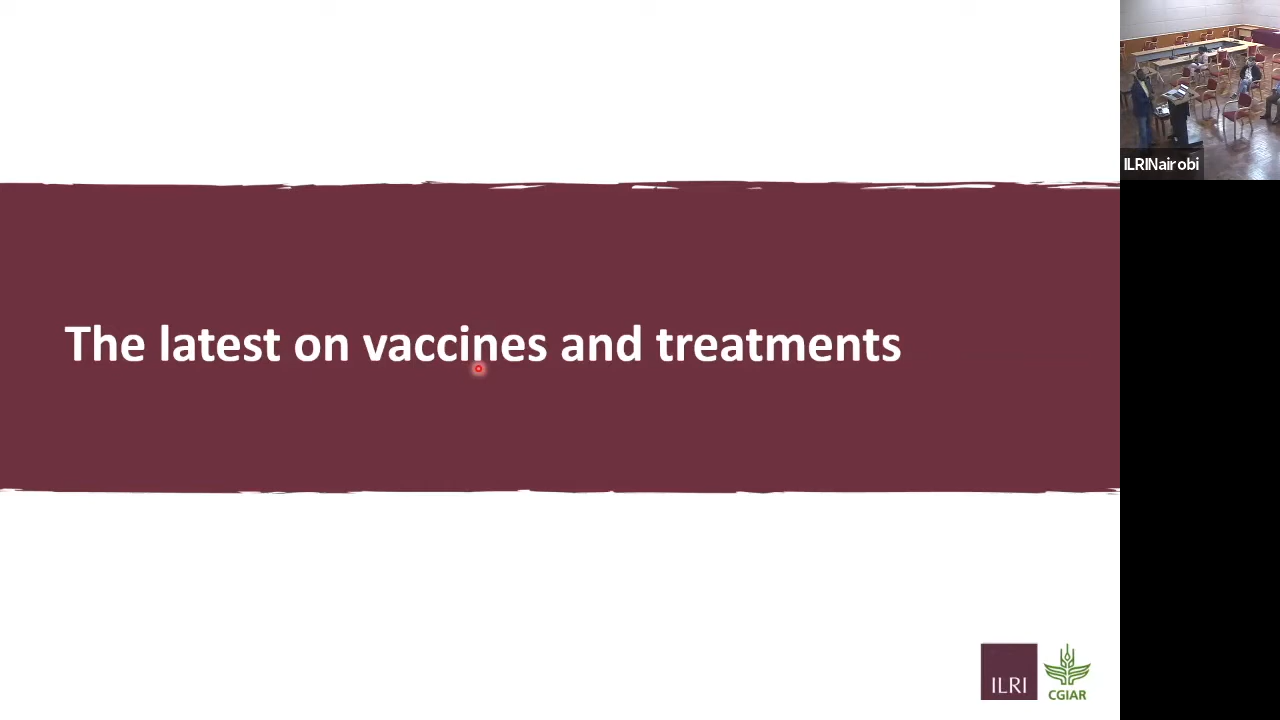 ILRINairobi
The latest on vaccines and treatments
ILRI
CGIAR